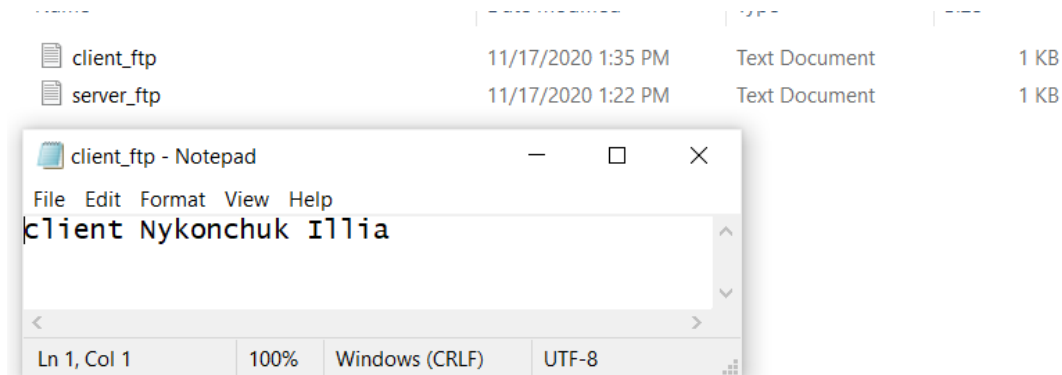 client_ftp 11/17/2020 1:35 PM Text Document 1 KB
server_ftp 11/17/2020 1:22 PM Text Document 1 KB
client_ftp - Notepad
File Edit Format View Help
client Nykonchuk Illia
Ln 1, Col 1 100% Windows (CRLF) UTF-8